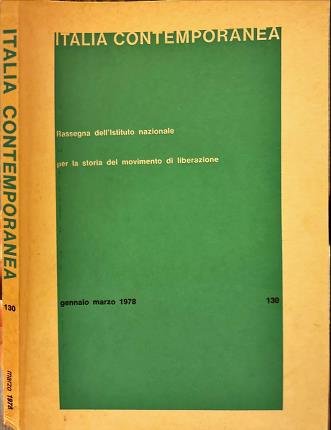 ITALIA CONTEMPORANEA
130
marzo 1978
ITALIA CONTEMPORANEA
Rassegna dell'Istituto nazionale
per la storia del movimento di liberazione
gennaio marzo 1978
130